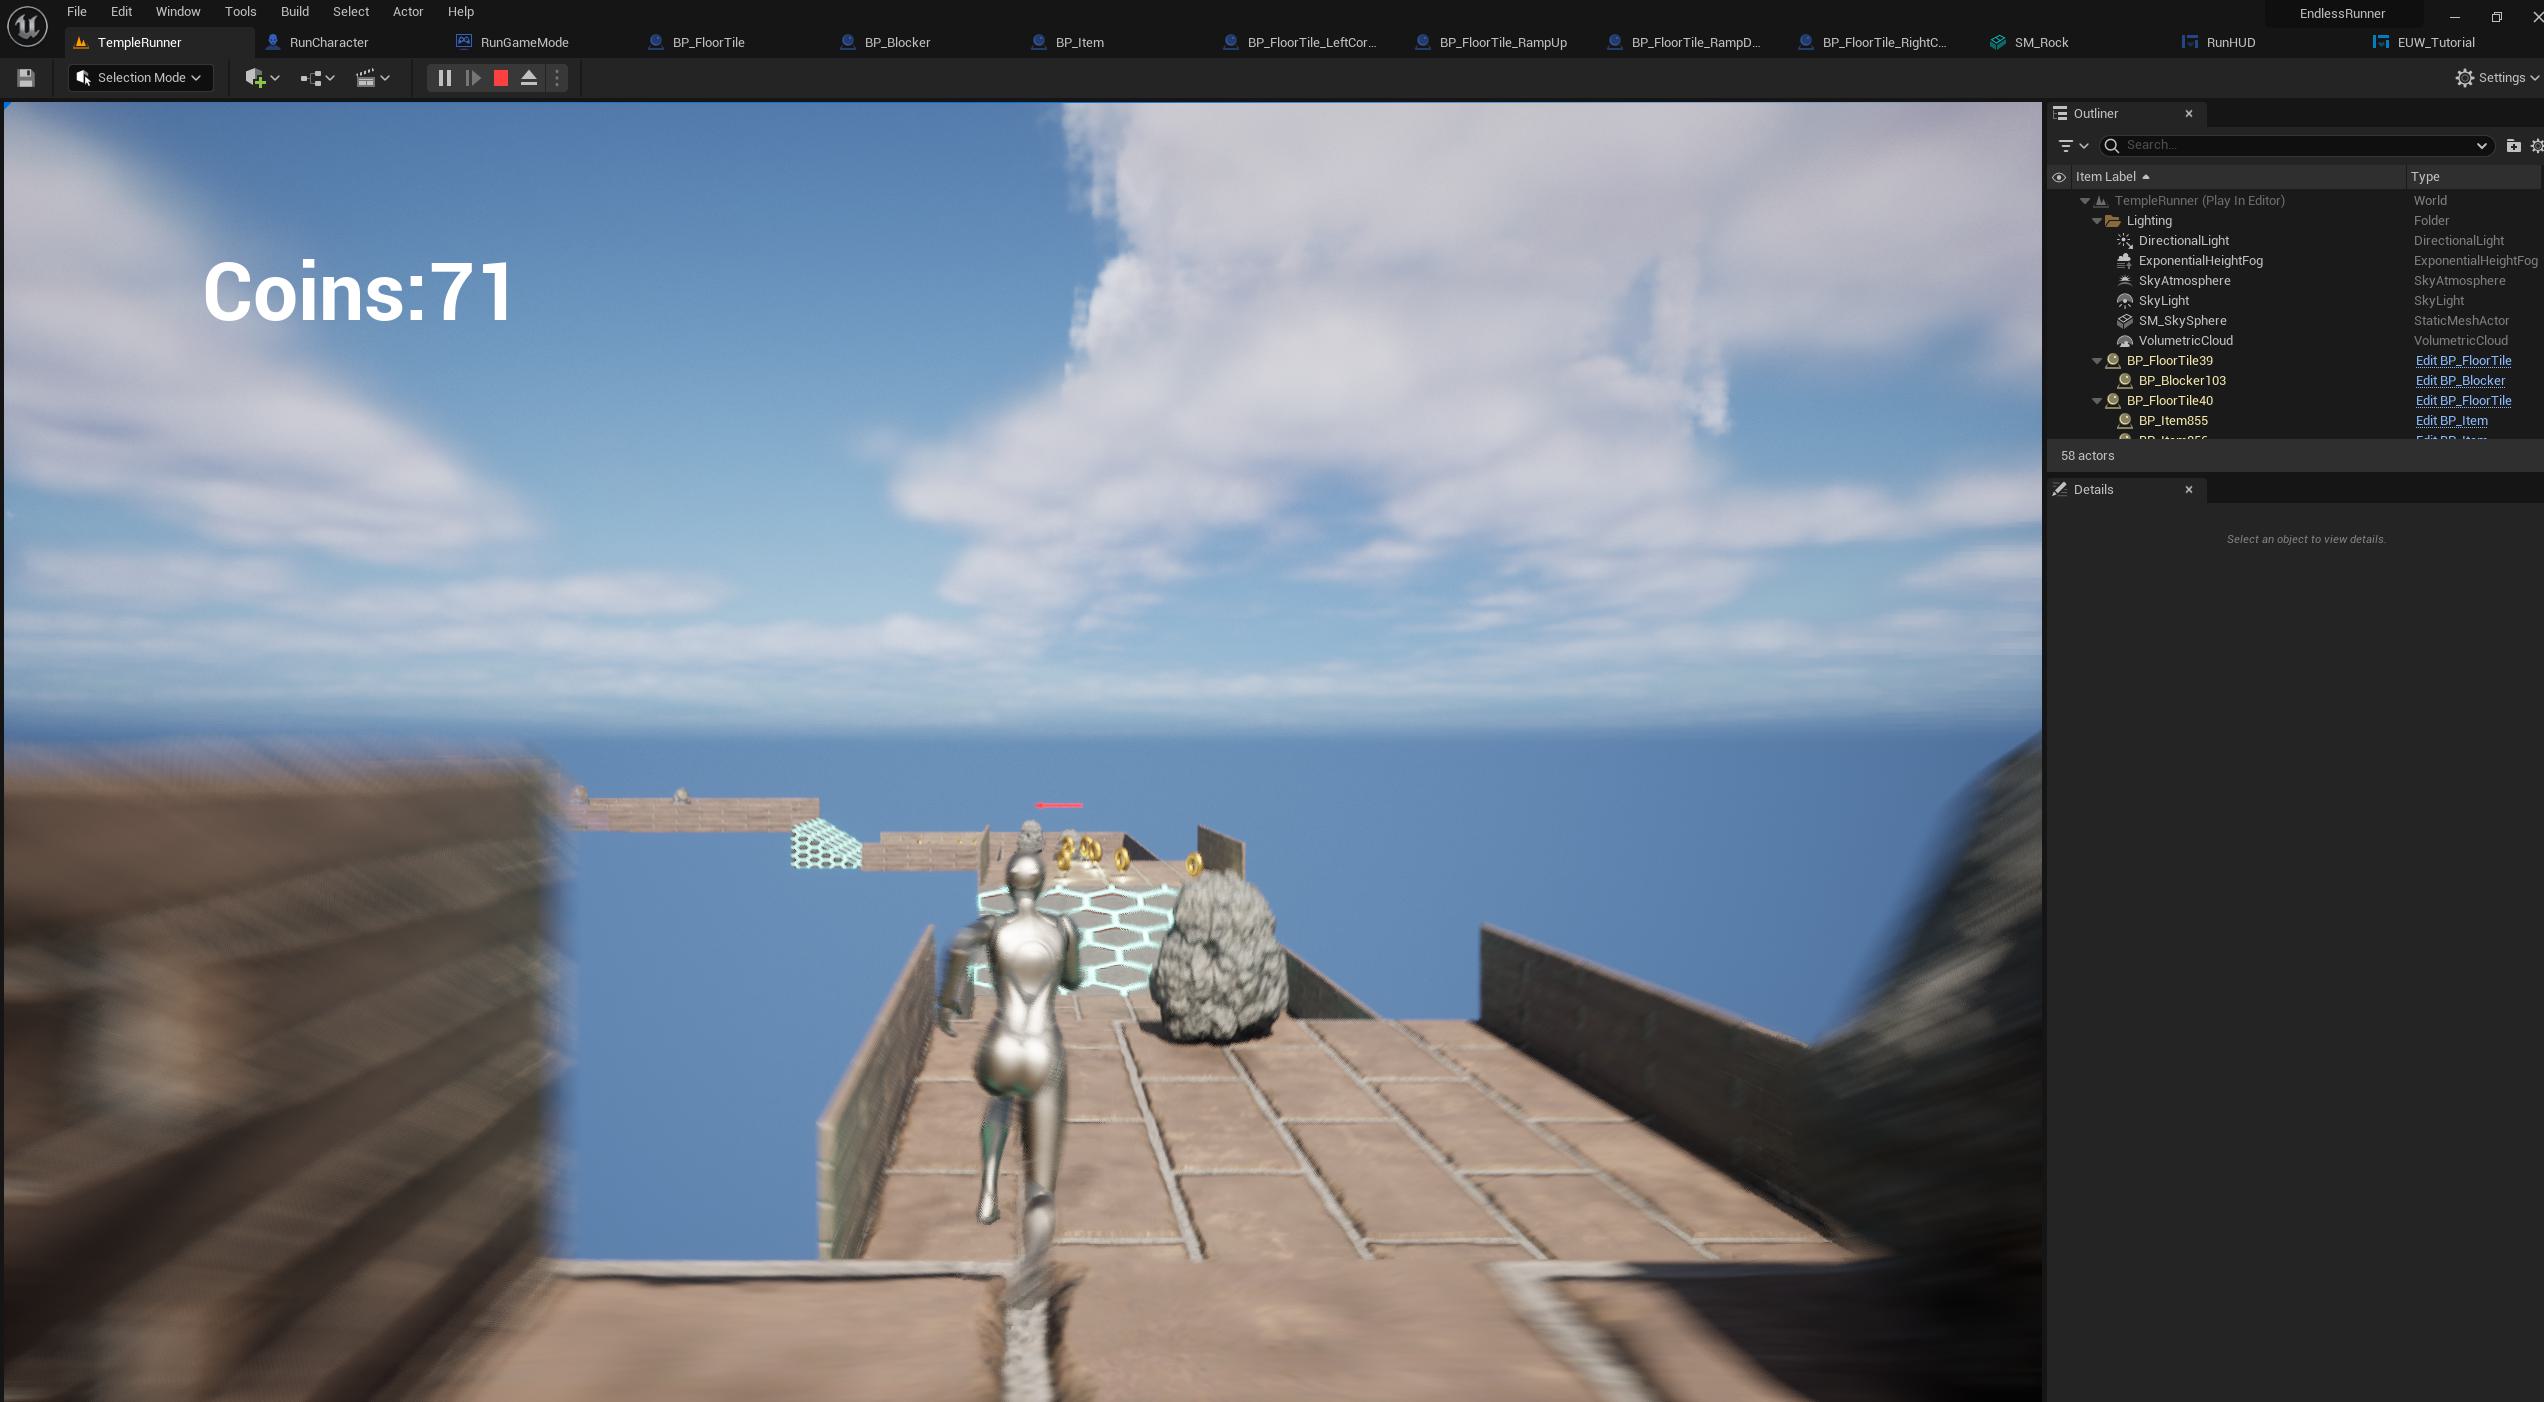 File Edit Window Tools Build Select Actor Help
EndlessRunner
TempleRunner RunCharacter RunGameMode BP_FloorTile BP_Blocker BP_Item BP_FloorTile_LeftCor... BP_FloorTile_RampUp BP_FloorTile_RampD... BP_FloorTile_RightC... SM_Rock RunHUD EUW_Tutorial
Selection Mode
Settings
Coins:71
Outliner
Search...
Item Label Type
TempleRunner (Play In Editor) World
Lighting Folder
DirectionalLight DirectionalLight
ExponentialHeightFog ExponentialHeightFog
SkyAtmosphere SkyAtmosphere
SkyLight SkyLight
SM_SkySphere StaticMeshActor
VolumetricCloud VolumetricCloud
BP_FloorTile39 Edit BP_FloorTile
BP_Blocker103 Edit BP_Blocker
BP_FloorTile40 Edit BP_FloorTile
BP_Item855 Edit BP_Item
58 actors
Details
Select an object to view details.